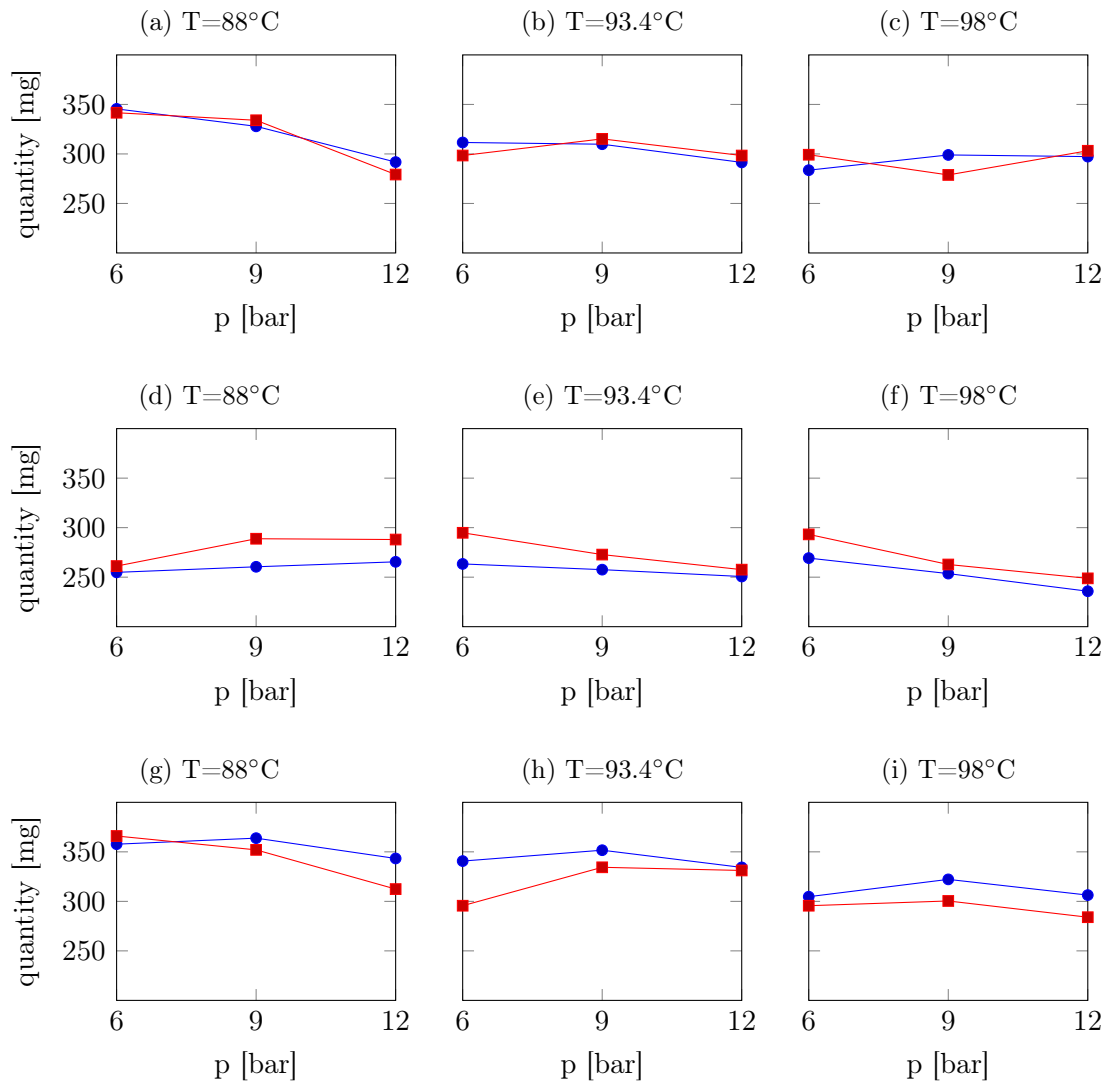 (a) T=88°C (b) T=93.4°C (c) T=98°C
quantity [mg]
350
300
250
6 9 12 6 9 12 6 9 12
p [bar] p [bar] p [bar]
(d) T=88°C (e) T=93.4°C (f) T=98°C
quantity [mg]
350
300
250
6 9 12 6 9 12 6 9 12
p [bar] p [bar] p [bar]
(g) T=88°C (h) T=93.4°C (i) T=98°C
quantity [mg]
350
300
250
6 9 12 6 9 12 6 9 12
p [bar] p [bar] p [bar]